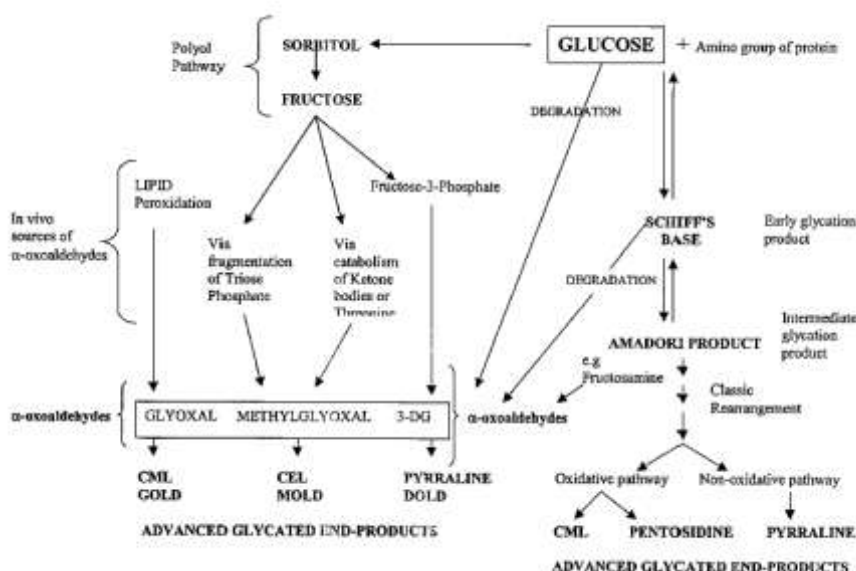 Polyol
Pathway
SORBITOL
GLUCOSE
+ Amino group of protein
FRUCTOSE
DEGRADATION
In vivo
sources of
α-oxoaldehydes
LIPID
Peroxidation
Fructose-3-Phosphate
Via
fragmentation
of Triose
Phosphate
Via
catabolism
of Ketone
bodies or
Threonine
SCHIFF'S
BASE
Early glycation
product
DEGRADATION
AMADORI PRODUCT
Intermediate
glycation
product
e.g
Fructosamine
Classic
Rearrangement
α-oxoaldehydes
GLYOXAL METHYLGLYOXAL 3-DG
α-oxoaldehydes
CML
GOLD
CEL
MOLD
PYRRALINE
DOLD
Oxidative pathway
Non-oxidative pathway
ADVANCED GLYCATED END-PRODUCTS
CML PENTOSIDINE PYRRALINE
ADVANCED GLYCATED END-PRODUCTS